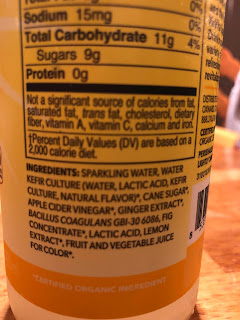 0%
Sodium 15mg 0%
Total Carbohydrate 11g 4%
Sugars 9g
Protein 0g
Not a significant source of calories from fat,
saturated fat, trans fat, cholesterol, dietary
fiber, vitamin A, vitamin C, calcium and iron.
†Percent Daily Values (DV) are based on a
2,000 calorie diet.
INGREDIENTS: SPARKLING WATER, WATER
KEFIR CULTURE (WATER, LACTIC ACID, KEFIR
CULTURE, NATURAL FLAVOR)*, CANE SUGAR*,
APPLE CIDER VINEGAR*, GINGER EXTRACT*,
BACILLUS COAGULANS GBI-30 6086, FIG
CONCENTRATE*, LACTIC ACID, LEMON
EXTRACT*, FRUIT AND VEGETABLE JUICE
FOR COLOR*.
*CERTIFIED ORGANIC INGREDIENT